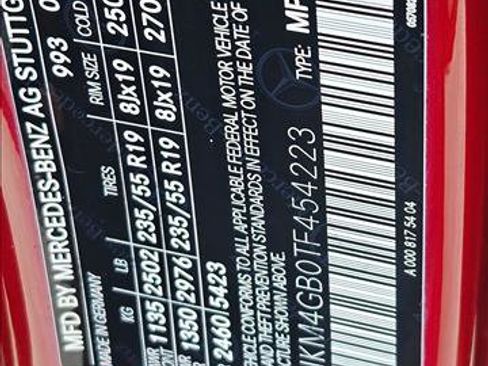 MFD BY MERCEDES-BENZ AG STUTTG
MADE IN GERMANY 993
KG LB TIRES RIM SIZE COLD
1135 2502 235/55 R19 8Jx19 250
1350 2976 235/55 R19 8Jx19 270
2460 5423
VEHICLE CONFORMS TO ALL APPLICABLE FEDERAL MOTOR VEHICLE
AND THEFT PREVENTION STANDARDS IN EFFECT ON THE DATE OF
SHOWN ABOVE.
KM4GB0TF454223 TYPE: MP
A 000 817 54 04